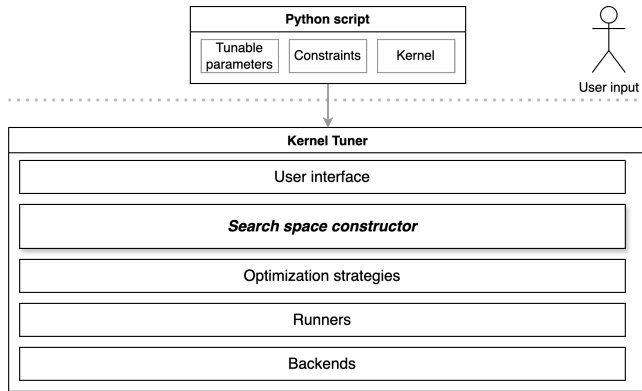 Python script
Tunable
parameters
Constraints
Kernel
User input
Kernel Tuner
User interface
Search space constructor
Optimization strategies
Runners
Backends